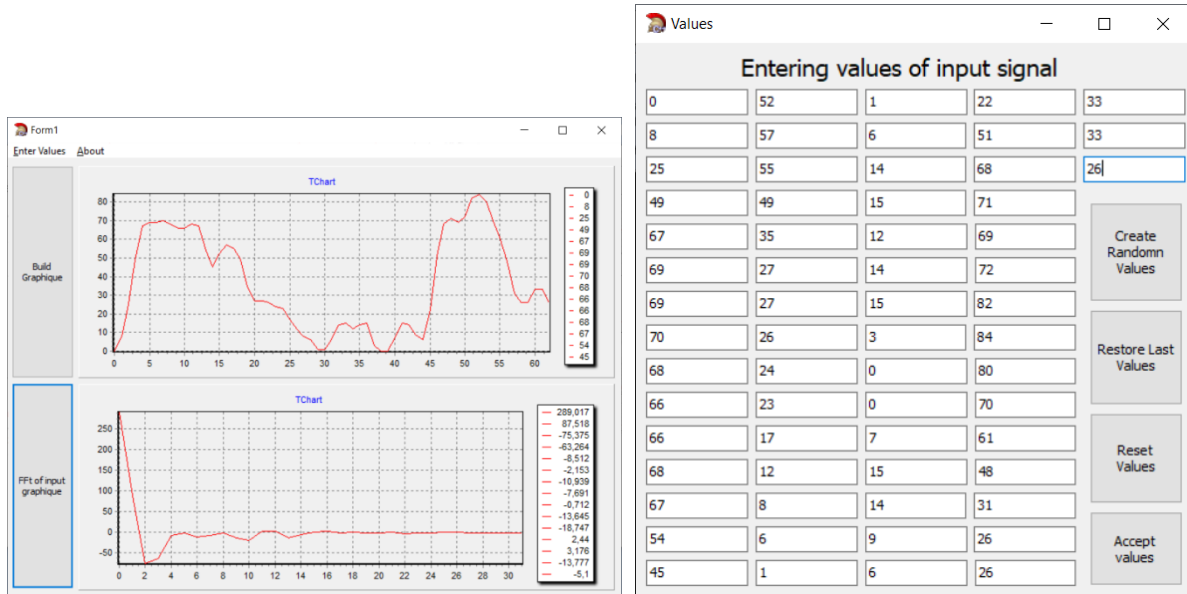 Form1
Enter Values About
Build
Graphique
FFt of input
graphique
TChart
80
70
60
50
40
30
20
10
0
0 5 10 15 20 25 30 35 40 45 50 55 60
0
8
25
49
67
69
69
70
68
66
66
68
67
54
45
TChart
250
200
150
100
50
0
-50
0 2 4 6 8 10 12 14 16 18 20 22 24 26 28 30
289,017
87,518
-75,375
-63,264
-8,512
-2,153
-10,939
-7,691
-0,712
-13,645
-18,747
2,44
3,176
-13,777
-5,1
Values
Entering values of input signal
0 52 1 22 33
8 57 6 51 33
25 55 14 68 26
49 49 15 71
67 35 12 69
69 27 14 72
69 27 15 82
70 26 3 84
68 24 0 80
66 23 0 70
66 17 7 61
68 12 15 48
67 8 14 31
54 6 9 26
45 1 6 26
Create
Randomn
Values
Restore Last
Values
Reset
Values
Accept
values